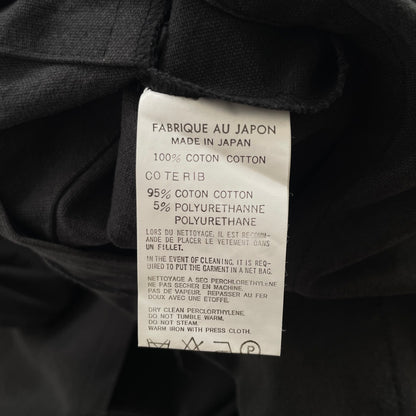 FABRIQUE AU JAPON
MADE IN JAPAN
100% COTON COTTON
CO TE RIB
95% COTON COTTON
5% POLYURETHANNE
POLYURETHANE
LORS DU NETTOYAGE, IL EST RECOMM-
ANDE DE PLACER LE VETEMENT DANS
UN FILLET.
IN THE EVENT OF CLEANING, IT IS REQ-
UIRED TO PUT THE GARMENT IN A NET BAG.
NETTOYAGE A SEC PERCHLORETHYLENE
NE PAS SECHER EN MACHINE.
PAS DE VAPEUR. REPASSER AU FER
DOUX AVEC UNE ETOFFE.
DRY CLEAN PERCLORTHYLENE.
DO NOT TUMBLE WARM.
DO NOT STEAM.
WARM IRON WITH PRESS CLOTH.
P